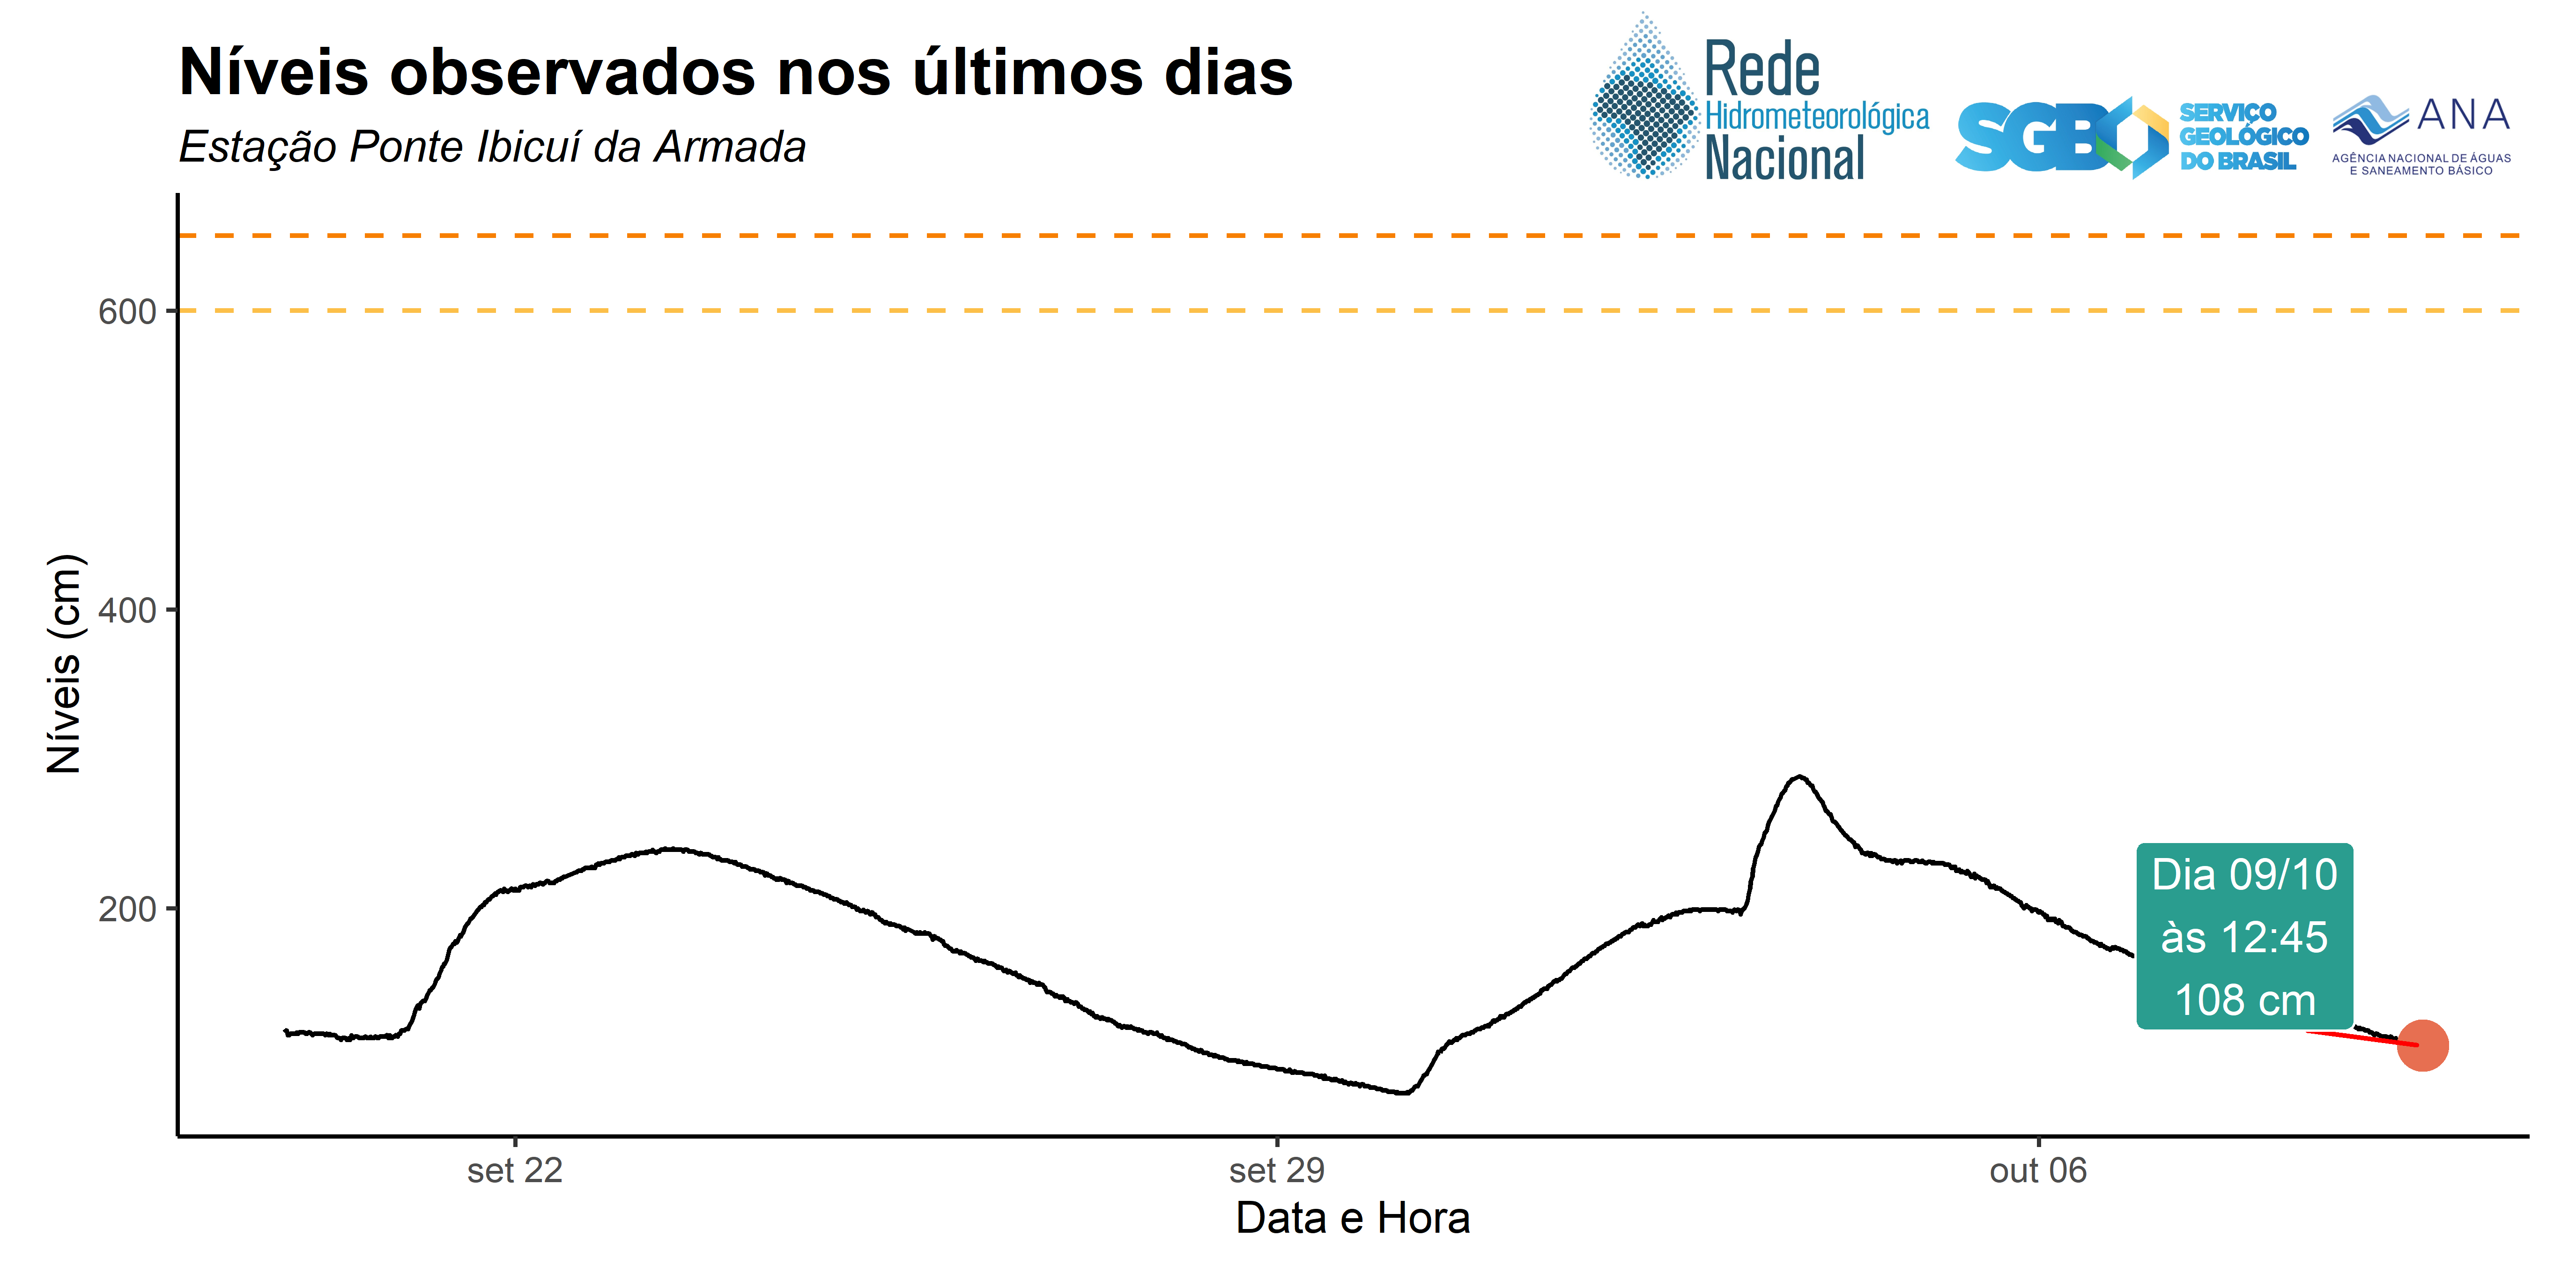 Níveis observados nos últimos dias
Estação Ponte Ibicuí da Armada
Rede
Hidrometeorológica
Nacional
SGB
SERVIÇO
GEOLÓGICO
DO BRASIL
ANA
AGÊNCIA NACIONAL DE ÁGUAS
E SANEAMENTO BÁSICO
Níveis (cm)
600
400
200
Dia 09/10
às 12:45
108 cm
set 22
set 29
out 06
Data e Hora